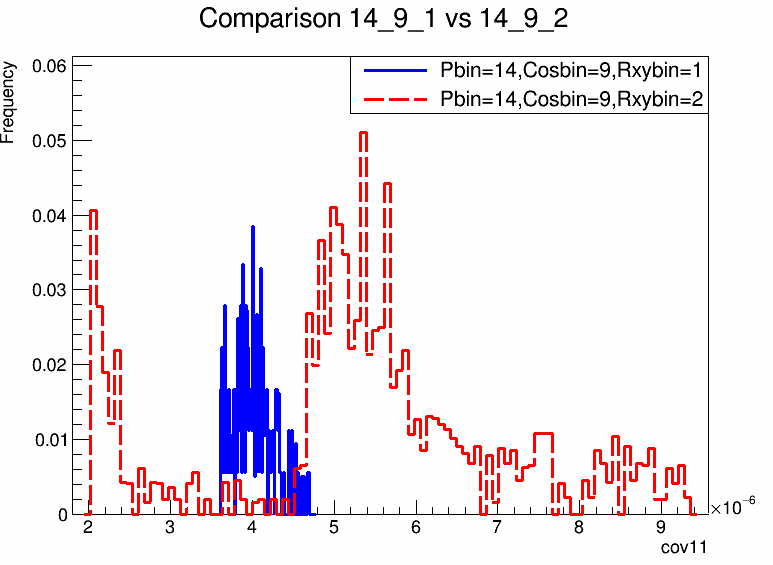 Comparison 14_9_1 vs 14_9_2
Frequency
Pbin=14,Cosbin=9,Rxybin=1
Pbin=14,Cosbin=9,Rxybin=2
0.06
0.05
0.04
0.03
0.02
0.01
0
2 3 4 5 6 7 8 9
×10⁻⁶
cov11